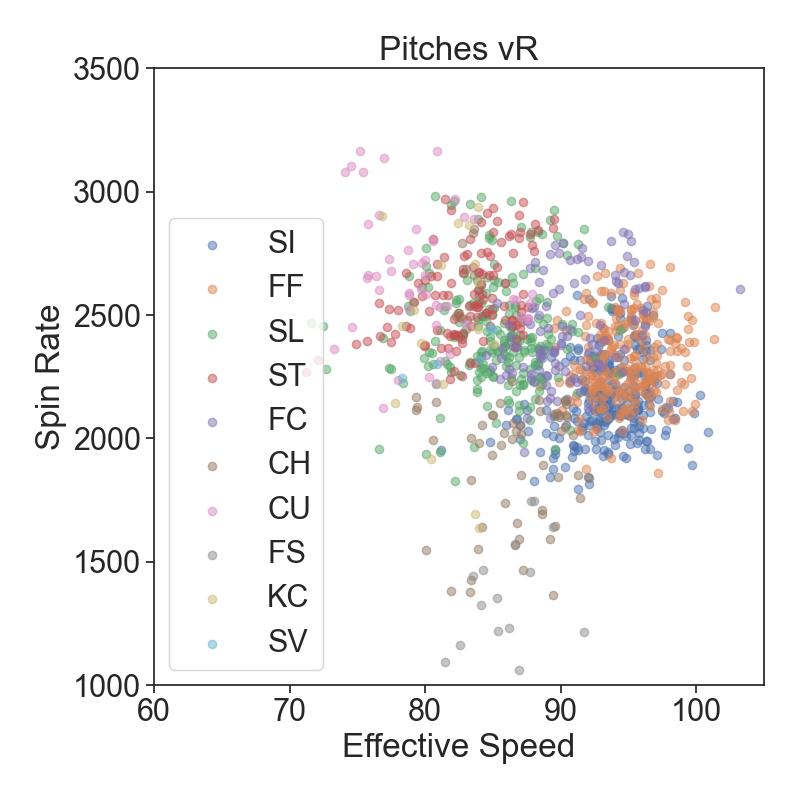 Pitches vR
3500
3000
2500
2000
1500
1000
Spin Rate
SI
FF
SL
ST
FC
CH
CU
FS
KC
SV
60
70
80
90
100
Effective Speed